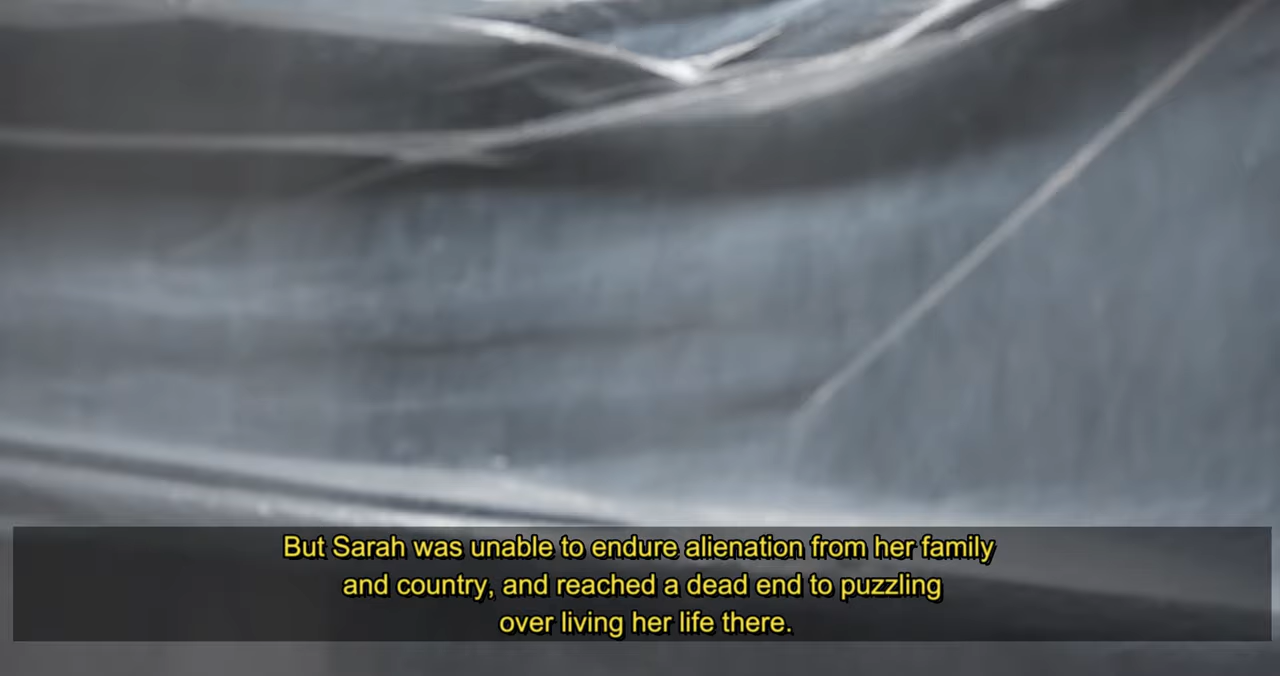 But Sarah was unable to endure alienation from her family
and country, and reached a dead end to puzzling
over living her life there.